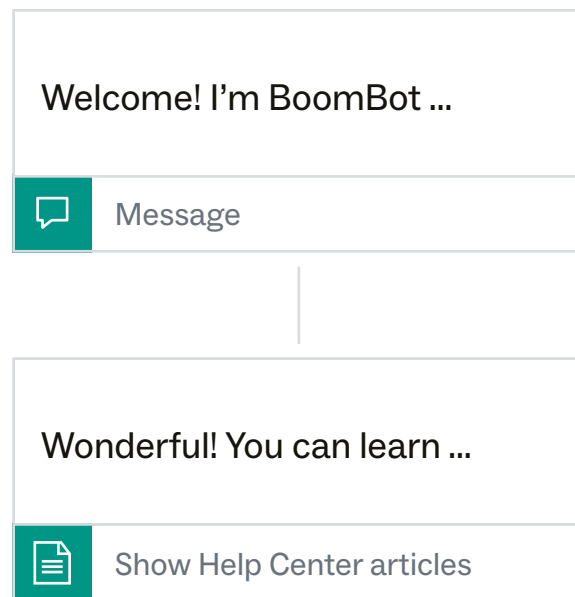 Welcome! I’m BoomBot ...
Message
Wonderful! You can learn ...
Show Help Center articles